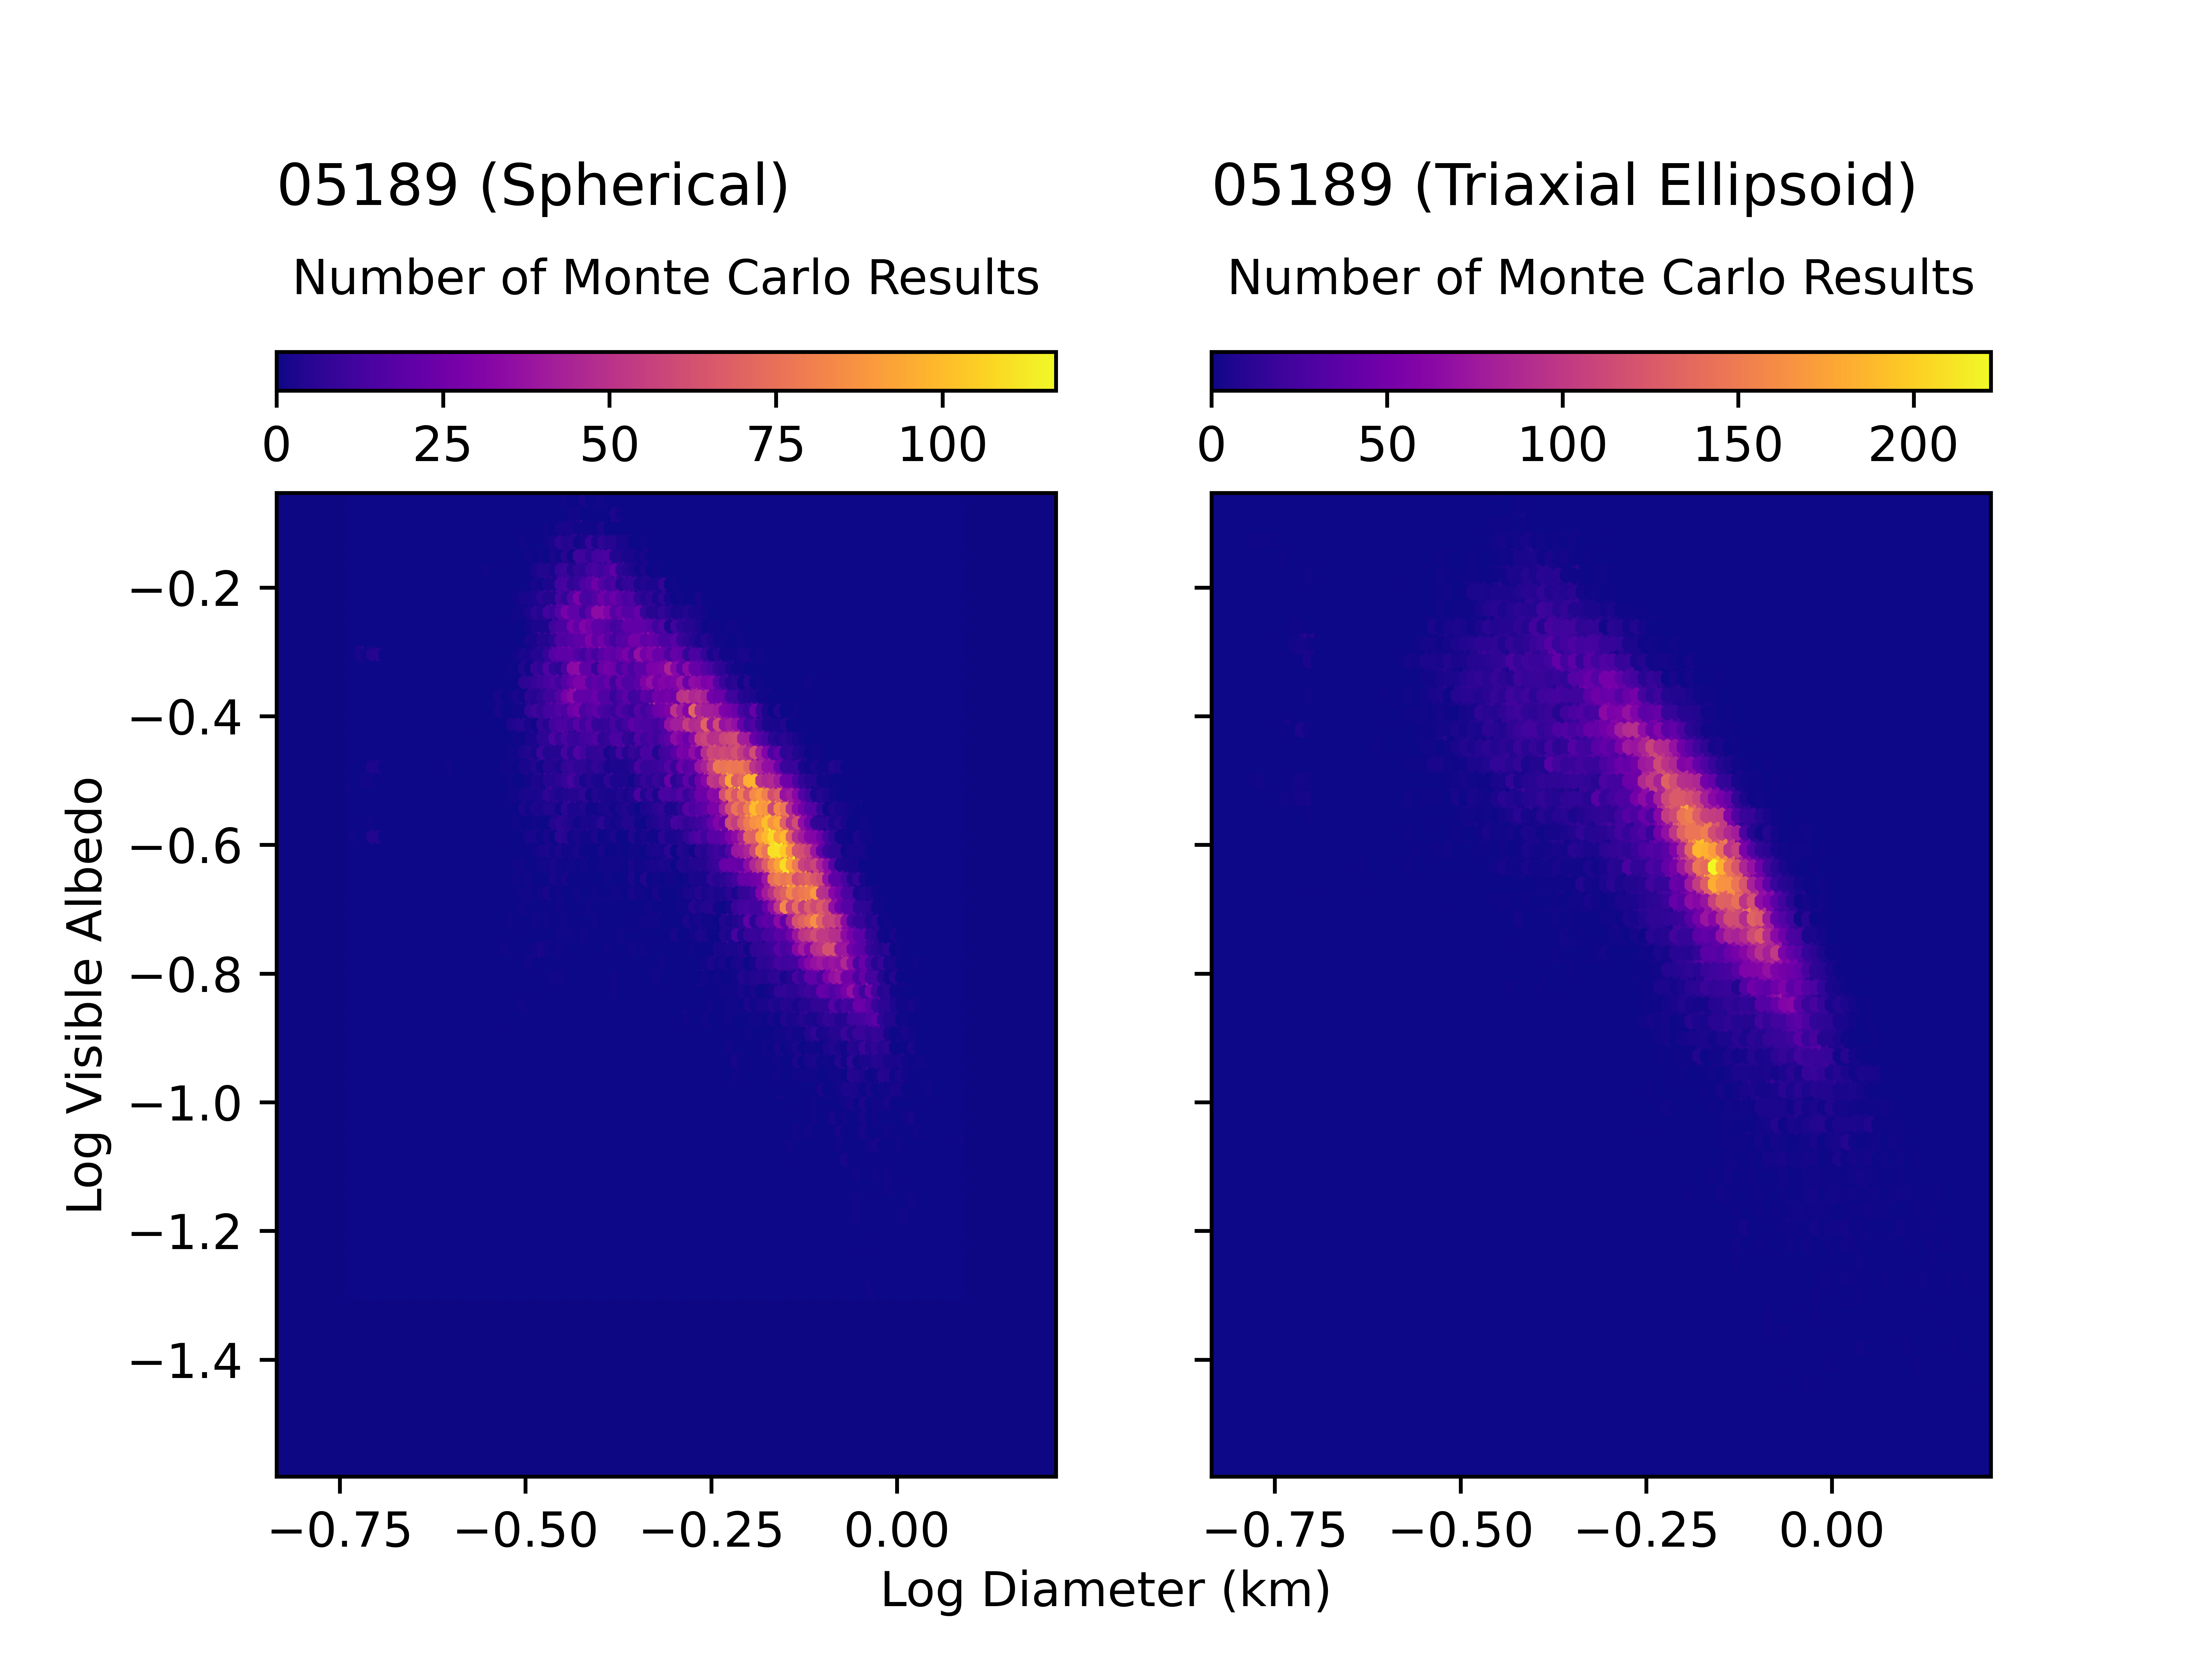 05189 (Spherical)
Number of Monte Carlo Results
0 25 50 75 100
05189 (Triaxial Ellipsoid)
Number of Monte Carlo Results
0 50 100 150 200
Log Visible Albedo
−0.2
−0.4
−0.6
−0.8
−1.0
−1.2
−1.4
−0.75 −0.50 −0.25 0.00
−0.75 −0.50 −0.25 0.00
Log Diameter (km)